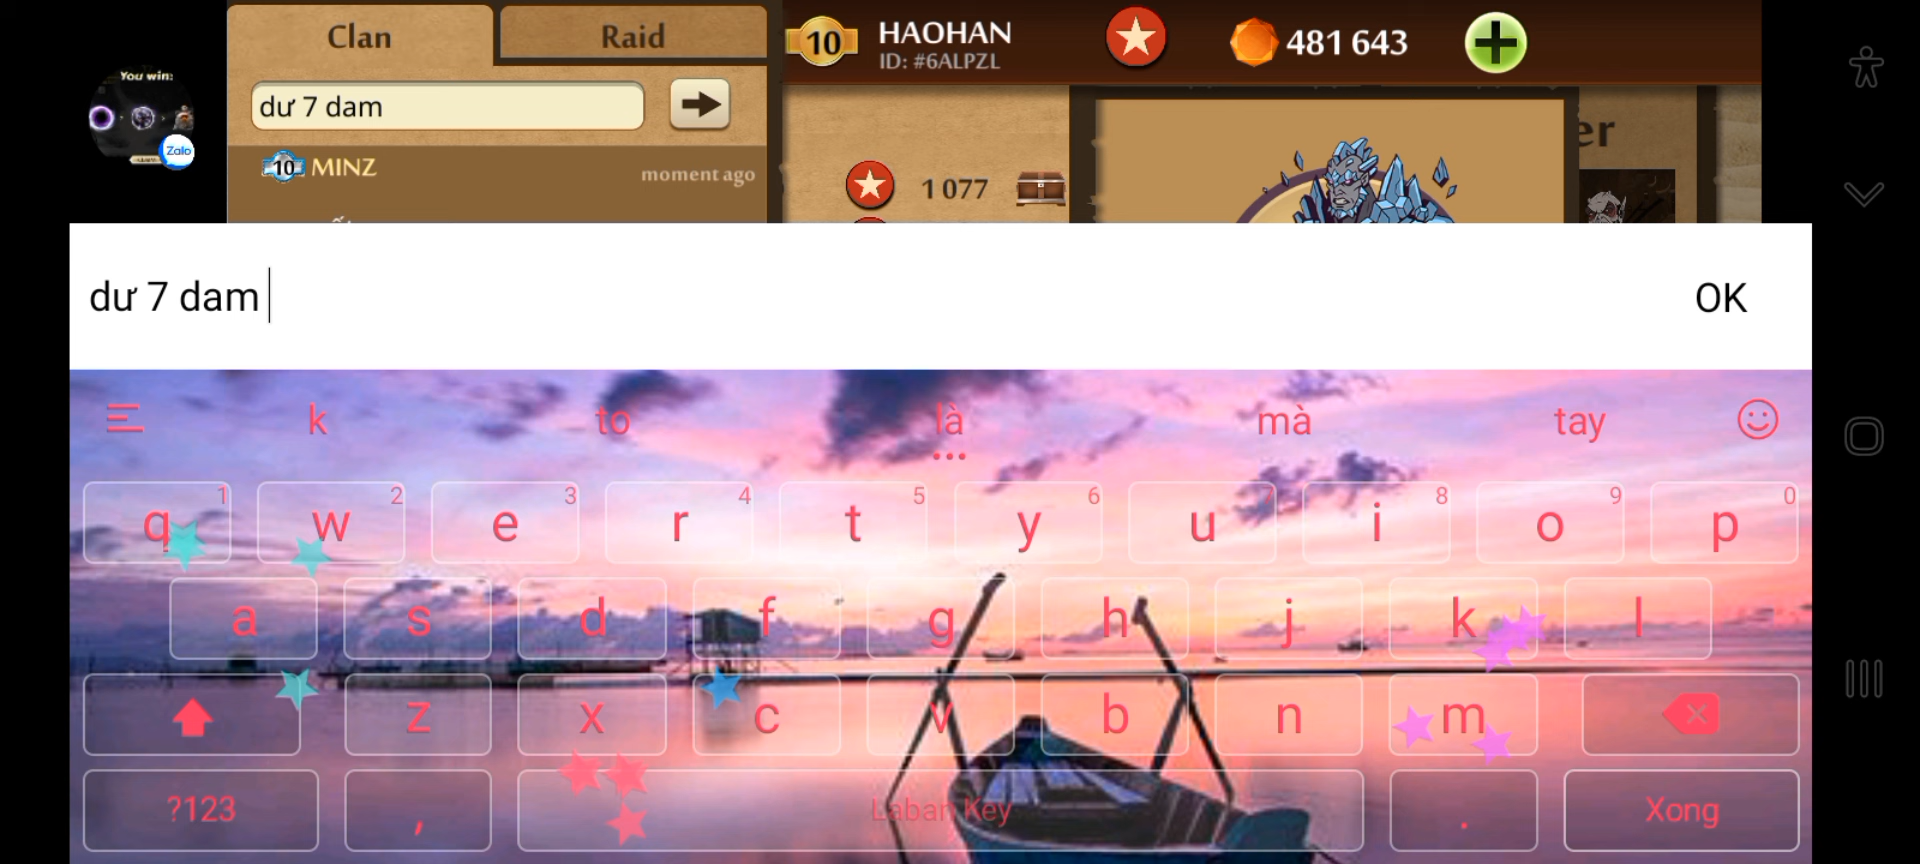 Clan
Raid
10
HAOHAN
ID: #6ALPZL
481 643
You win:
Zalo
dư 7 dam
10 MINZ
moment ago
1 077
er
dư 7 dam
OK
k to là mà tay
1 2 3 4 5 6 7 8 9 0
q w e r t y u i o p
a s d f g h j k l
z x c v b n m
?123 , Laban Key . Xong